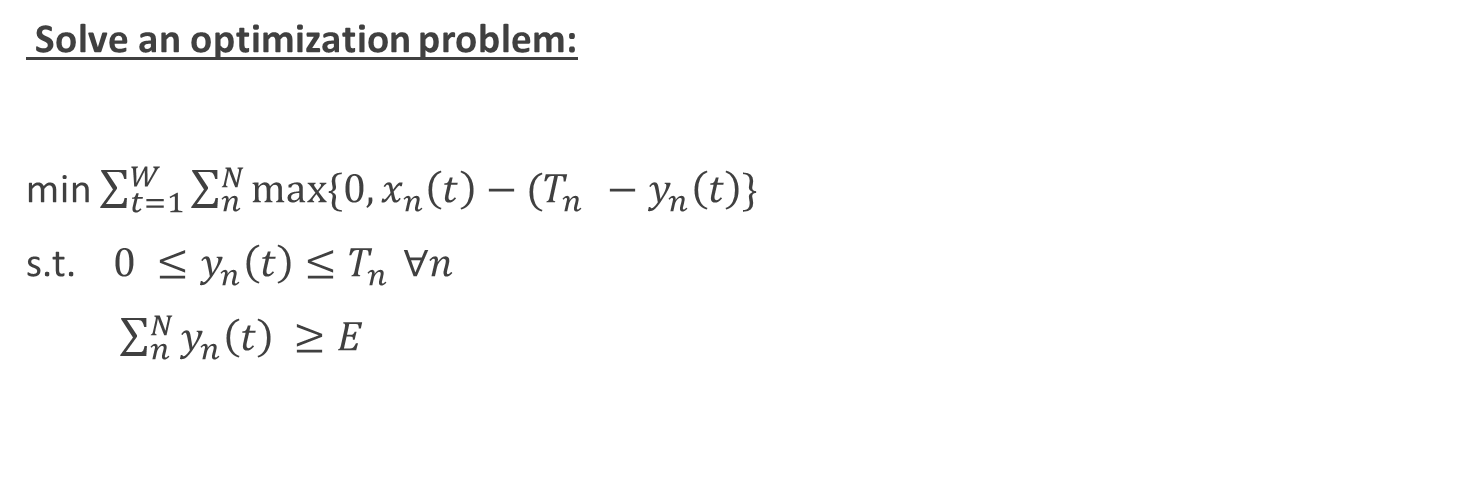 Solve an optimization problem:
min ∑_{t=1}^{W} ∑_{n}^{N} max{0, x_n(t) − (T_n − y_n(t)}
s.t. 0 ≤ y_n(t) ≤ T_n ∀n
∑_{n}^{N} y_n(t) ≥ E